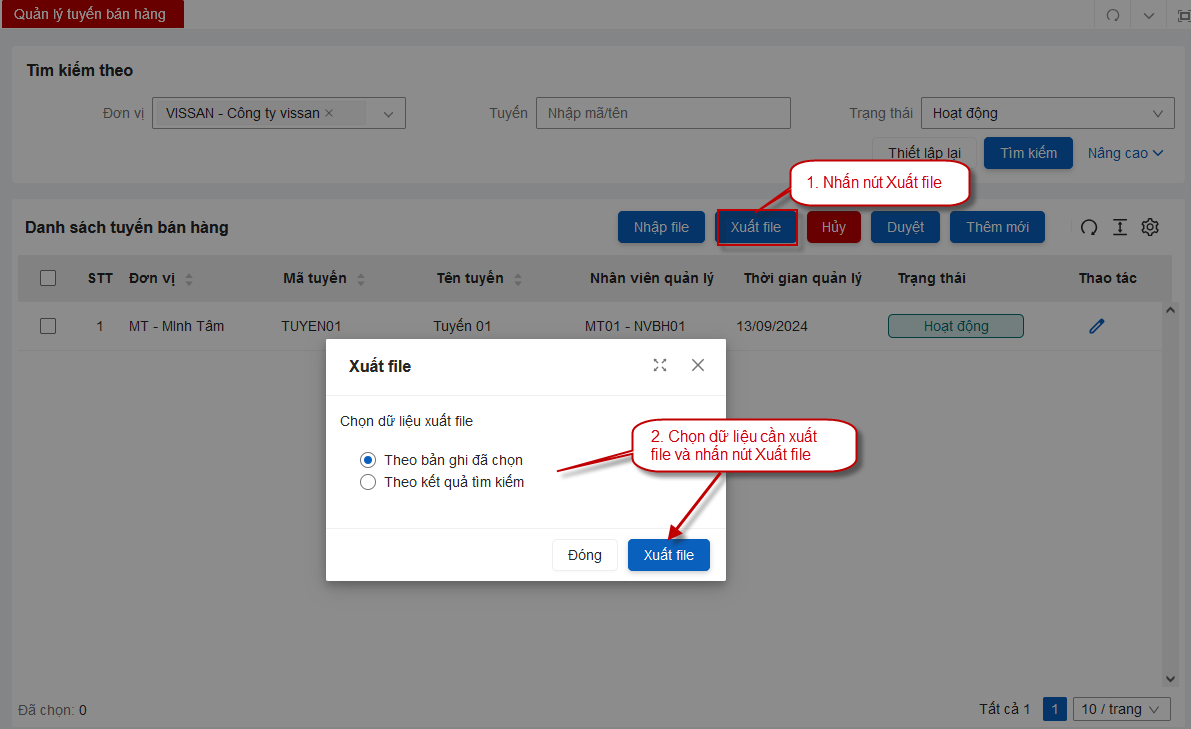 Quản lý tuyến bán hàng
Tìm kiếm theo
Đơn vị VISSAN - Công ty vissan × Tuyến Nhập mã/tên Trạng thái Hoạt động
Thiết lập lại Tìm kiếm Nâng cao
1. Nhấn nút Xuất file
Danh sách tuyến bán hàng Nhập file Xuất file Hủy Duyệt Thêm mới
STT Đơn vị Mã tuyến Tên tuyến Nhân viên quản lý Thời gian quản lý Trạng thái Thao tác
1 MT - MInh Tâm TUYEN01 Tuyến 01 MT01 - NVBH01 13/09/2024 Hoạt động
Xuất file
Chọn dữ liệu xuất file
2. Chọn dữ liệu cần xuất
file và nhấn nút Xuất file
Theo bản ghi đã chọn
Theo kết quả tìm kiếm
Đóng Xuất file
Đã chọn: 0 Tất cả 1 1 10 / trang